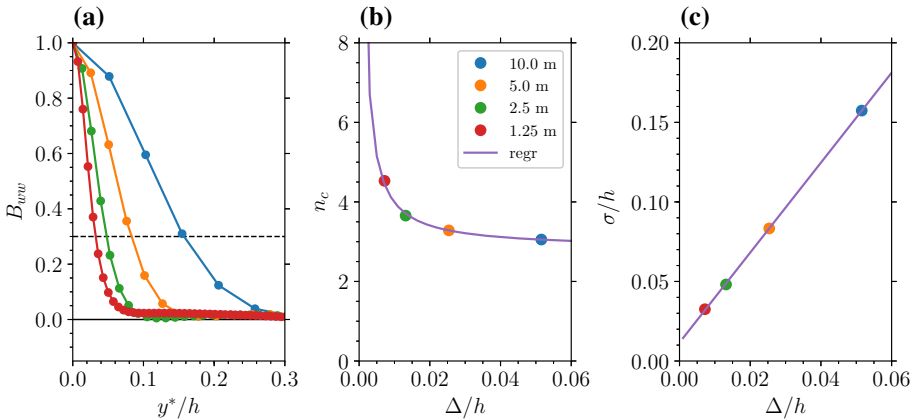 (a)
1.0
0.8
0.6
0.4
0.2
0.0
B_ww
0.0 0.1 0.2 0.3
y*/h
(b)
8
6
4
2
0
n_c
10.0 m
5.0 m
2.5 m
1.25 m
regr
0.00 0.02 0.04 0.06
Δ/h
(c)
0.20
0.15
0.10
0.05
0.00
σ/h
0.00 0.02 0.04 0.06
Δ/h